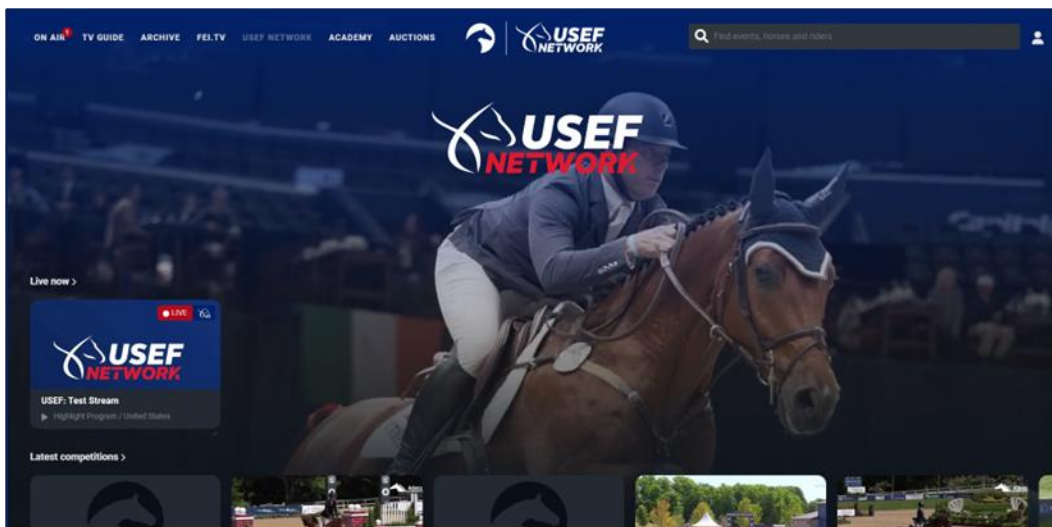 ON AIR 1 TV GUIDE ARCHIVE FEI.TV USEF NETWORK ACADEMY AUCTIONS
USEF
NETWORK
Find events, horses and riders
USEF
NETWORK
Live now >
LIVE
USEF
NETWORK
USEF: Test Stream
Highlight Program / United States
Latest competitions >